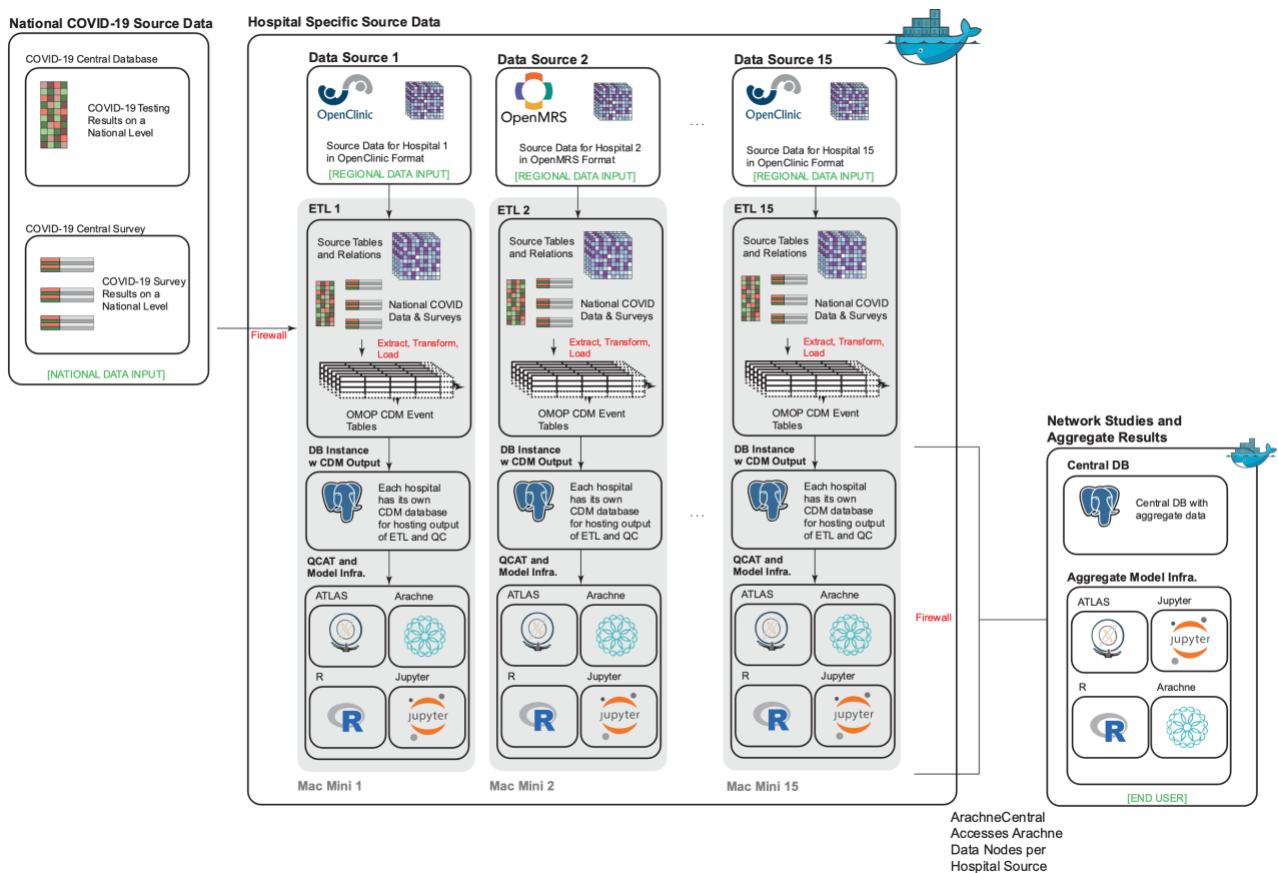 National COVID-19 Source Data
COVID-19 Central Database
COVID-19 Testing
Results on a
National Level
COVID-19 Central Survey
COVID-19 Survey
Results on a
National Level
[NATIONAL DATA INPUT]
Firewall
Hospital Specific Source Data
Data Source 1
OpenClinic
Source Data for Hospital 1
in OpenClinic Format
[REGIONAL DATA INPUT]
ETL 1
Source Tables
and Relations
National COVID
Data & Surveys
Extract, Transform,
Load
OMOP CDM Event
Tables
DB Instance
w CDM Output
Each hospital
has its own
CDM database
for hosting output
of ETL and QC
QCAT and
Model Infra.
ATLAS
Arachne
R
Jupyter
R
jupyter
Mac Mini 1
Data Source 2
OpenMRS
Source Data for Hospital 2
in OpenMRS Format
[REGIONAL DATA INPUT]
ETL 2
Source Tables
and Relations
National COVID
Data & Surveys
Extract, Transform,
Load
OMOP CDM Event
Tables
DB Instance
w CDM Output
Each hospital
has its own
CDM database
for hosting output
of ETL and QC
QCAT and
Model Infra.
ATLAS
Arachne
R
Jupyter
R
jupyter
Mac Mini 2
...
...
Data Source 15
OpenClinic
Source Data for Hospital 15
in OpenClinic Format
[REGIONAL DATA INPUT]
ETL 15
Source Tables
and Relations
National COVID
Data & Surveys
Extract, Transform,
Load
OMOP CDM Event
Tables
DB Instance
w CDM Output
Each hospital
has its own
CDM database
for hosting output
of ETL and QC
QCAT and
Model Infra.
ATLAS
Arachne
R
Jupyter
R
jupyter
Mac Mini 15
Firewall
ArachneCentral
Accesses Arachne
Data Nodes per
Hospital Source
Network Studies and
Aggregate Results
Central DB
Central DB with
aggregate data
Aggregate Model Infra.
ATLAS
Jupyter
jupyter
R
Arachne
R
[END USER]